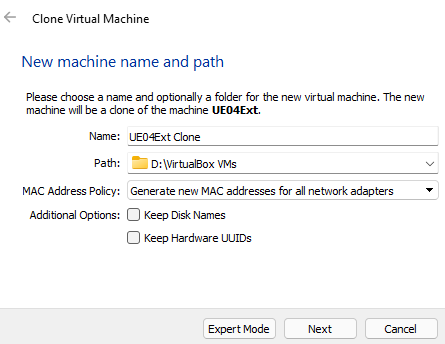 Clone Virtual Machine
New machine name and path
Please choose a name and optionally a folder for the new virtual machine. The new
machine will be a clone of the machine UE04Ext.
Name: UE04Ext Clone
Path: D:\VirtualBox VMs
MAC Address Policy: Generate new MAC addresses for all network adapters
Additional Options: Keep Disk Names
Keep Hardware UUIDs
Expert Mode Next Cancel